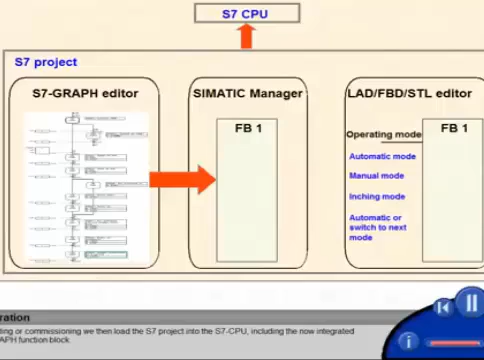 S7 CPU
S7 project
S7-GRAPH editor
SIMATIC Manager
LAD/FBD/STL editor
FB 1
Operating mode
FB 1
Automatic mode
Manual mode
Inching mode
Automatic or
switch to next
mode
ration
ting or commissioning we then load the S7 project into the S7-CPU, including the now integrated
APH function block.
i